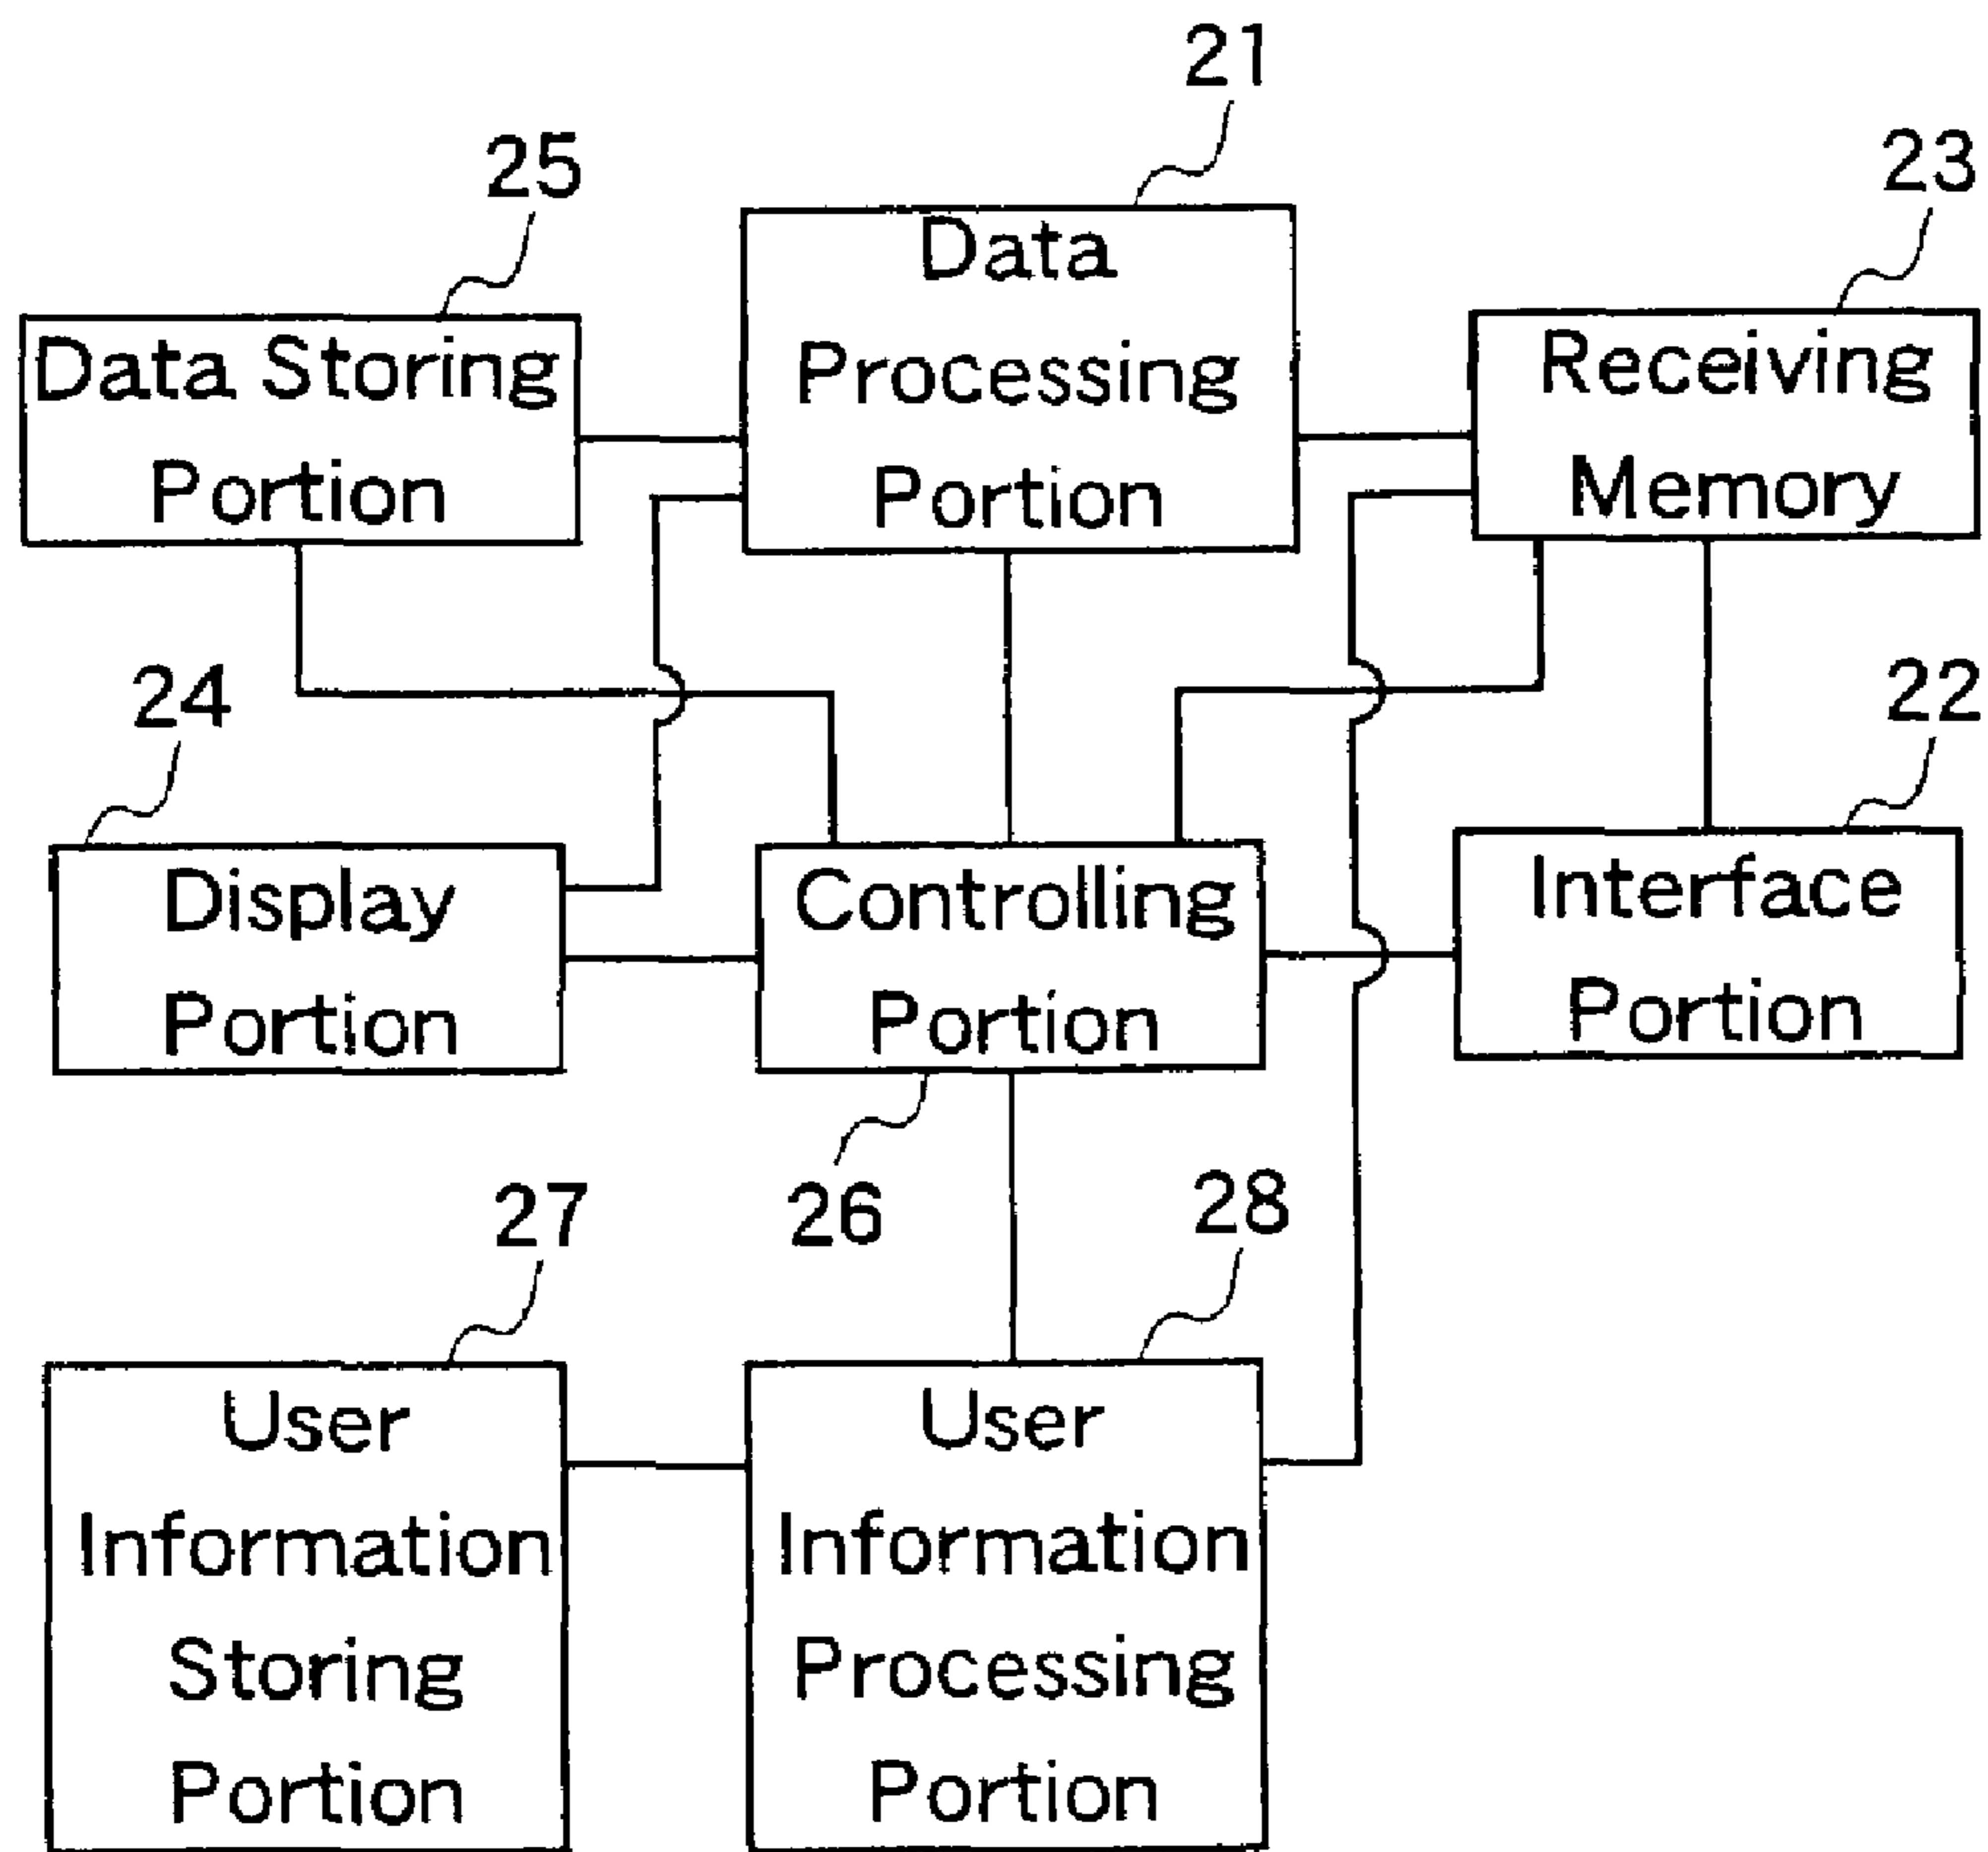 21
25
23
Data
Processing
Portion
Data Storing
Portion
Receiving
Memory
24
22
Display
Portion
Controlling
Portion
Interface
Portion
27
26
28
User
Information
Storing
Portion
User
Information
Processing
Portion